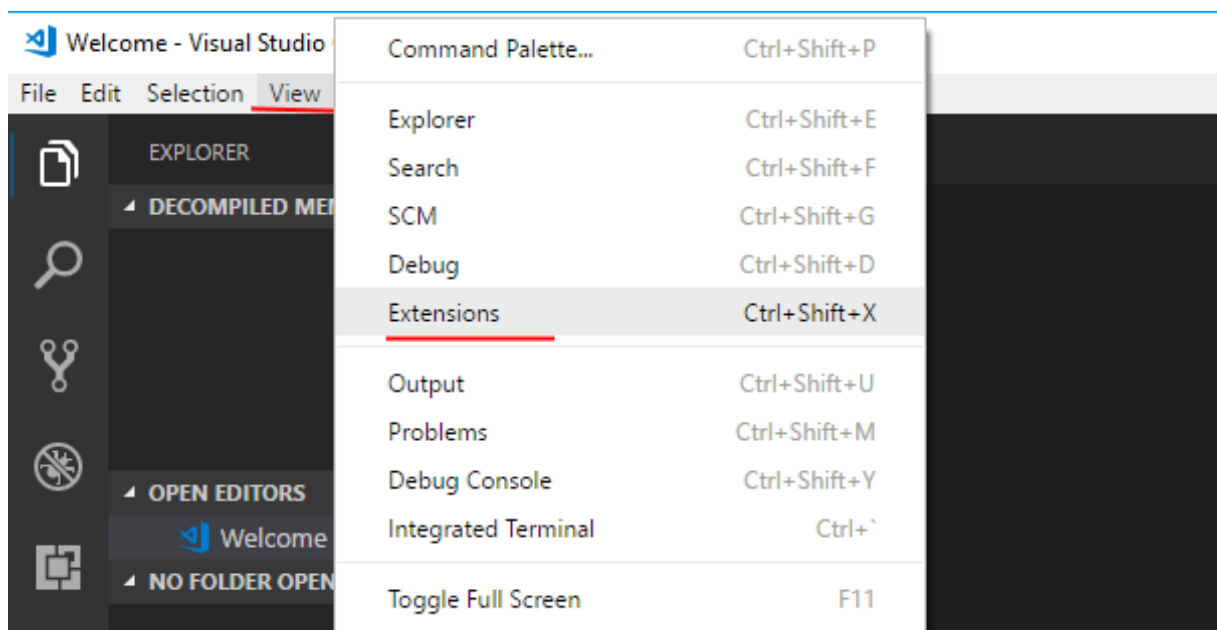 Welcome - Visual Studio
File Edit Selection View
EXPLORER
DECOMPILED
OPEN EDITORS
Welcome
NO FOLDER OPEN
Command Palette... Ctrl+Shift+P
Explorer Ctrl+Shift+E
Search Ctrl+Shift+F
SCM Ctrl+Shift+G
Debug Ctrl+Shift+D
Extensions Ctrl+Shift+X
Output Ctrl+Shift+U
Problems Ctrl+Shift+M
Debug Console Ctrl+Shift+Y
Integrated Terminal Ctrl+`
Toggle Full Screen F11